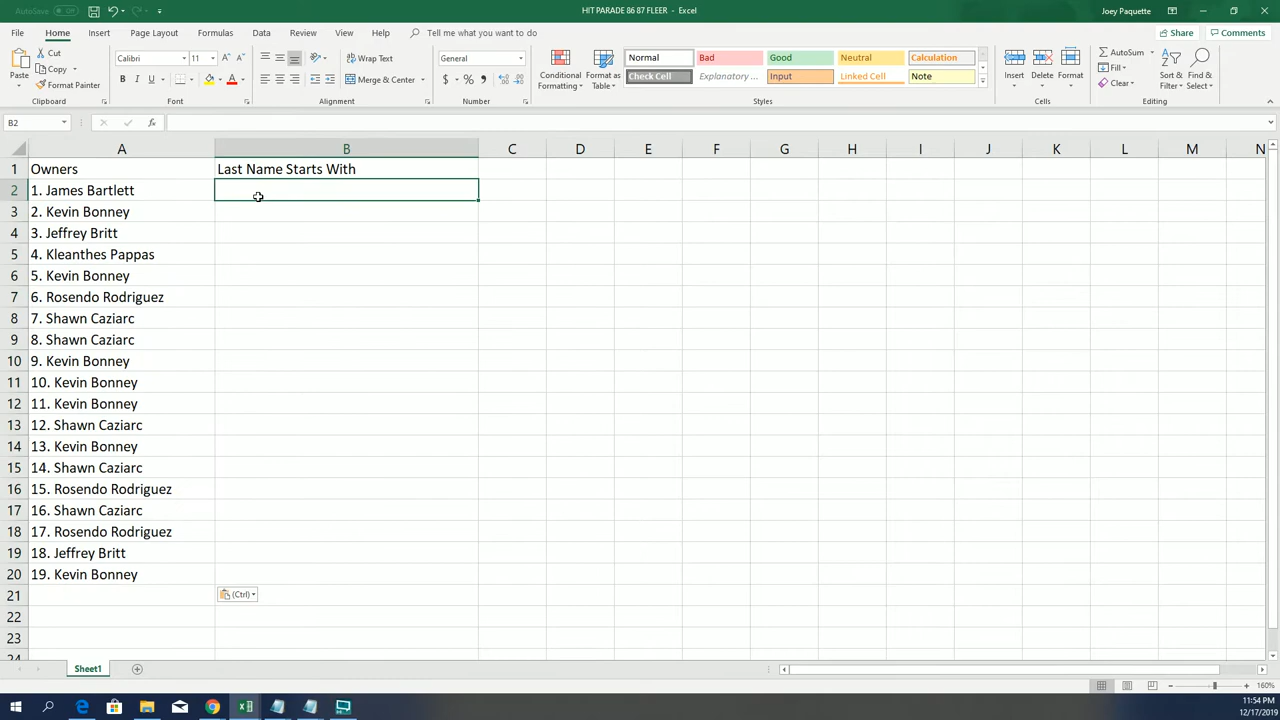 AutoSave Off
HIT PARADE 86 87 FLEER - Excel
Joey Paquette
File Home Insert Page Layout Formulas Data Review View Help Tell me what you want to do Share Comments
Paste
Cut
Copy
Format Painter
Clipboard
Calibri 11
B I U
Font
Wrap Text
Merge & Center
Alignment
General
$ % ,
Number
Conditional Formatting
Format as Table
Normal Bad Good Neutral Calculation
Check Cell Explanatory ... Input Linked Cell Note
Styles
Insert Delete Format
Cells
AutoSum
Fill
Clear
Sort & Filter
Find & Select
Editing
B2 fx
A B C D E F G H I J K L M N
1 Owners Last Name Starts With
2 1. James Bartlett
3 2. Kevin Bonney
4 3. Jeffrey Britt
5 4. Kleanthes Pappas
6 5. Kevin Bonney
7 6. Rosendo Rodriguez
8 7. Shawn Caziarc
9 8. Shawn Caziarc
10 9. Kevin Bonney
11 10. Kevin Bonney
12 11. Kevin Bonney
13 12. Shawn Caziarc
14 13. Kevin Bonney
15 14. Shawn Caziarc
16 15. Rosendo Rodriguez
17 16. Shawn Caziarc
18 17. Rosendo Rodriguez
19 18. Jeffrey Britt
20 19. Kevin Bonney
21 (Ctrl)
22
23
24
Sheet1
160%
11:54 PM
12/17/2019